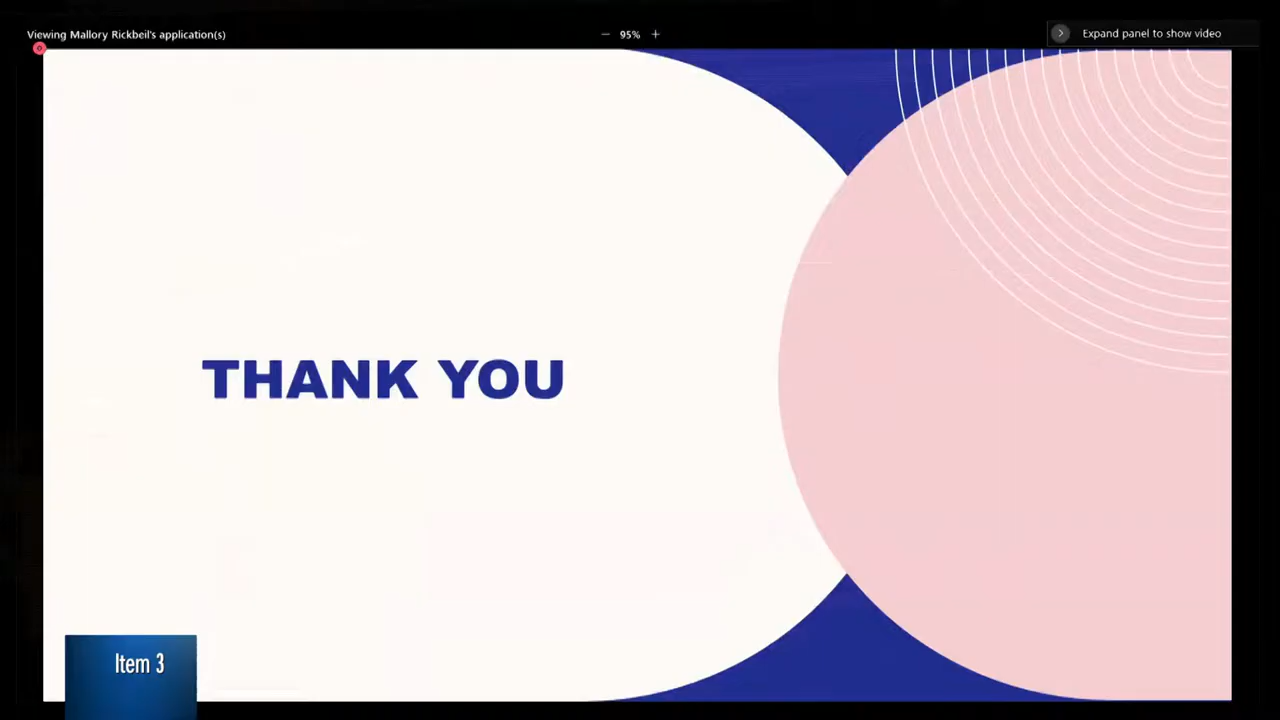 Viewing Mallory Rickbeil's application(s)
95%
Expand panel to show video
THANK YOU
Item 3